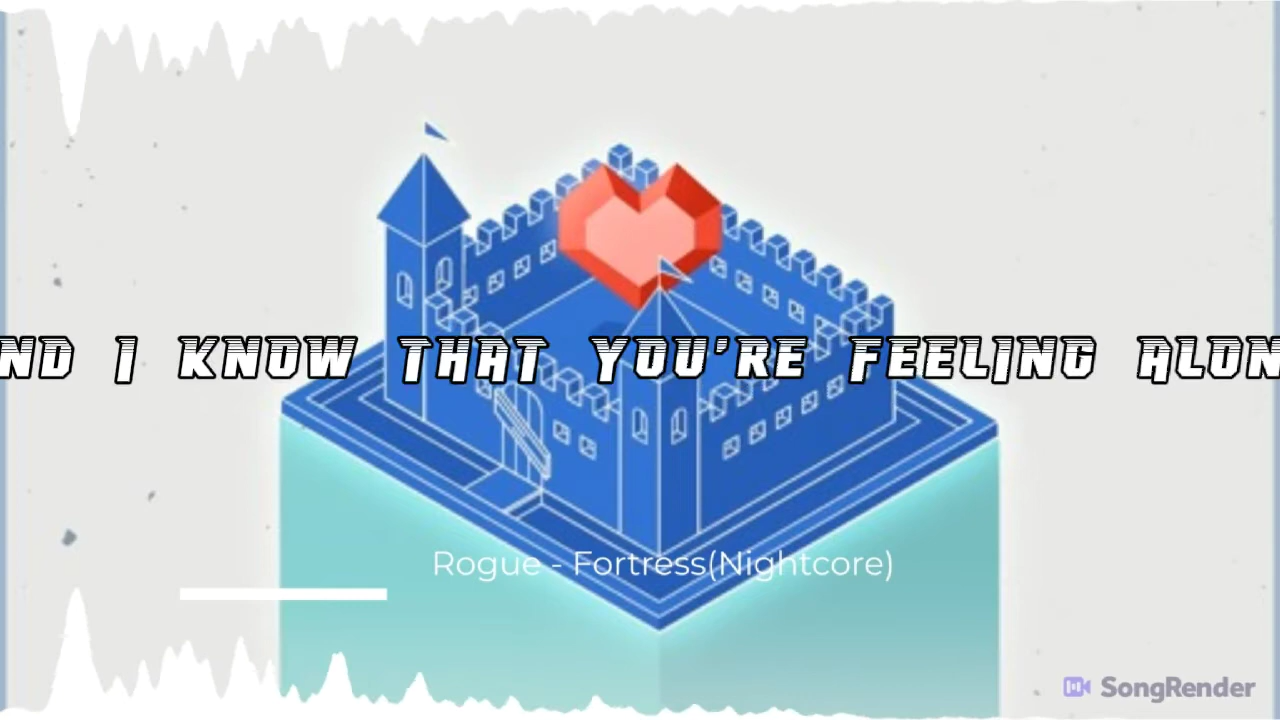 ND I KNOW THAT YOU'RE FEELING ALON
Rogue - Fortress(Nightcore)
SongRender